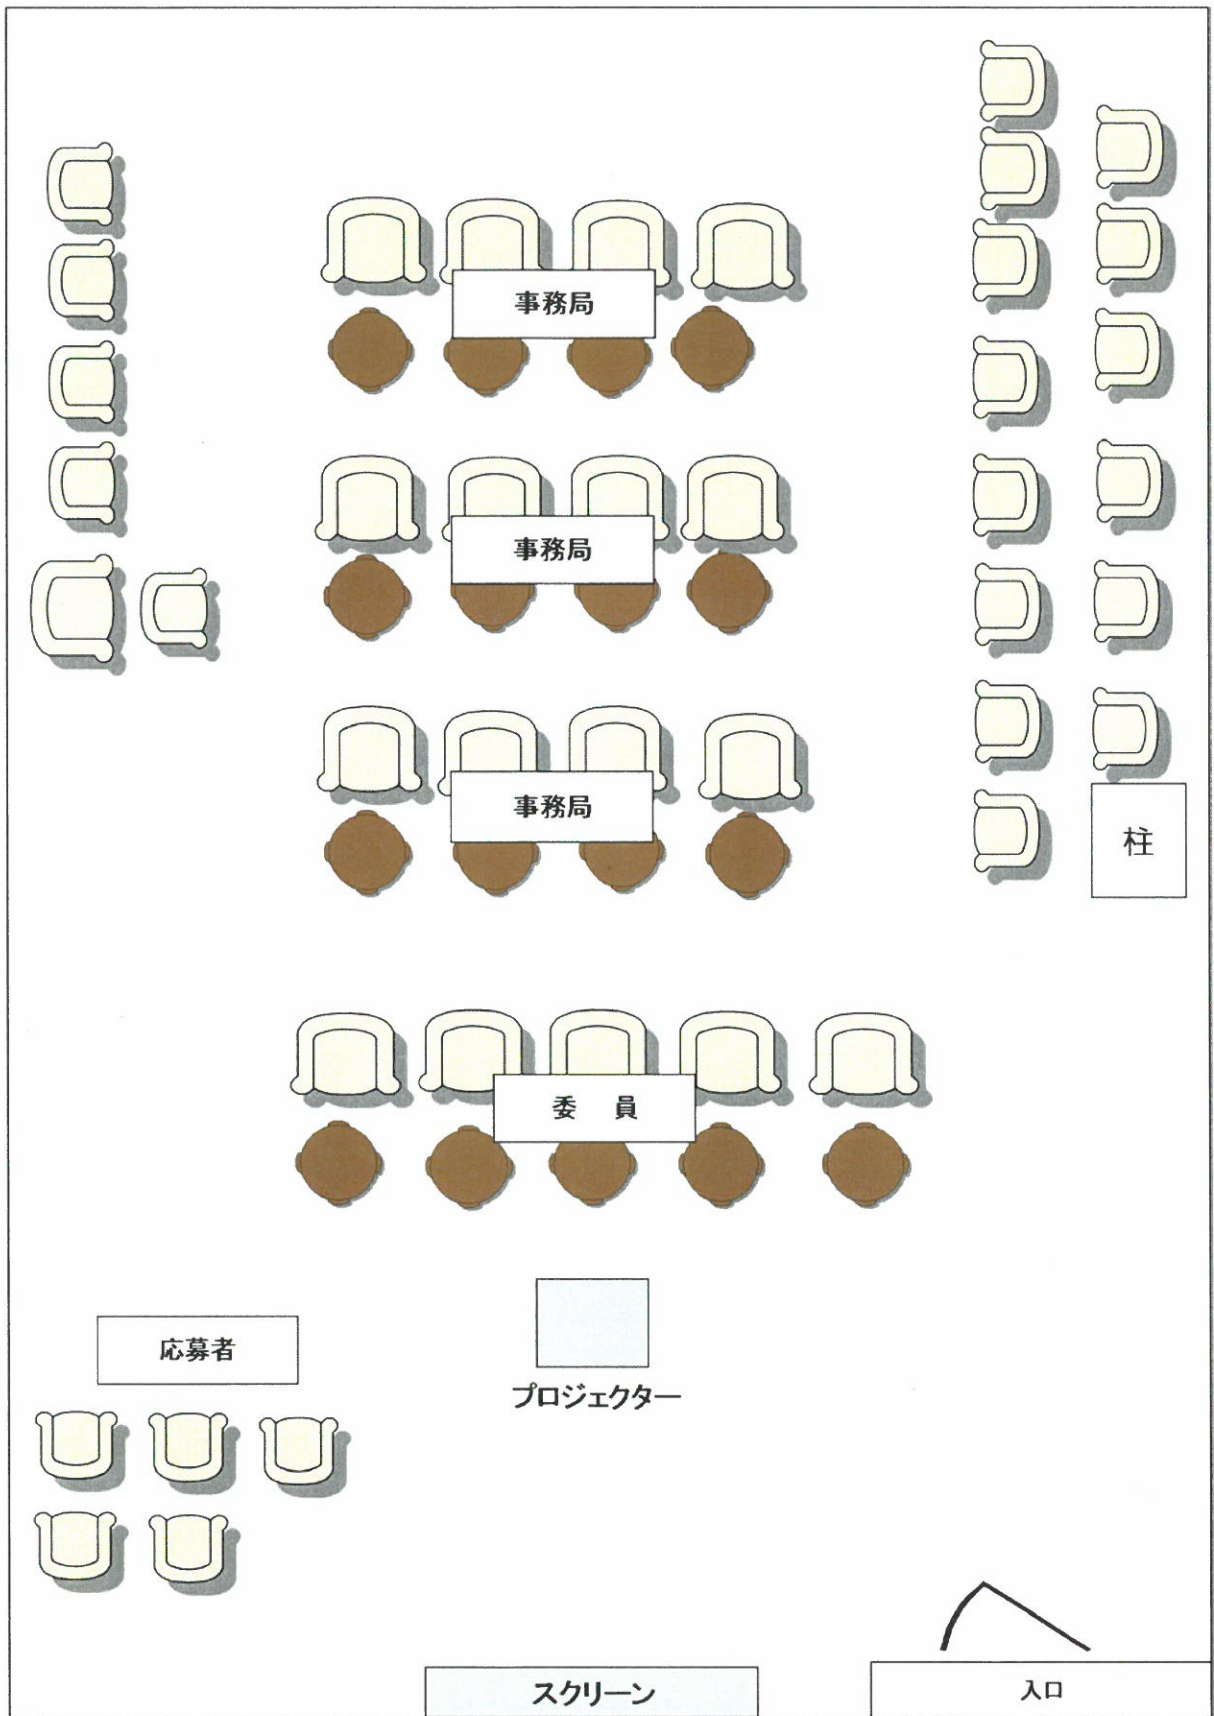 事務局
事務局
事務局
柱
委　員
応募者
プロジェクター
スクリーン
入口